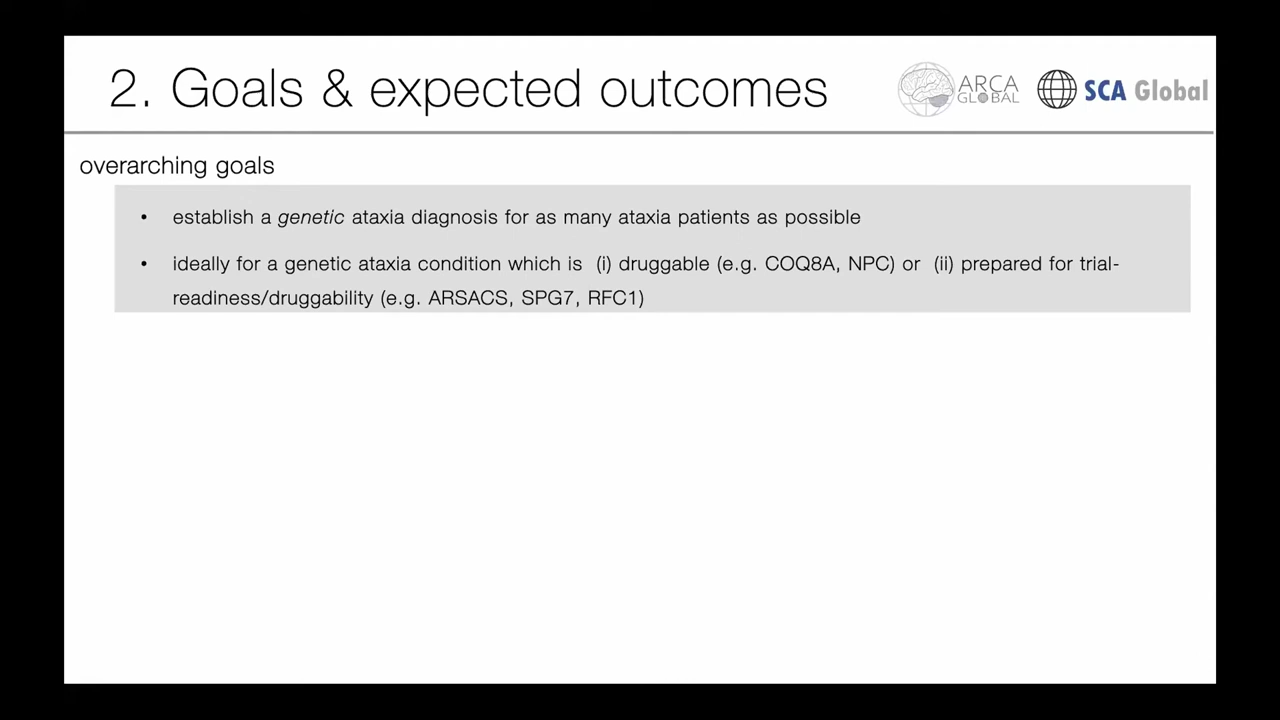 2. Goals & expected outcomes
ARCA
GLOBAL
SCA Global
overarching goals
• establish a genetic ataxia diagnosis for as many ataxia patients as possible
• ideally for a genetic ataxia condition which is (i) druggable (e.g. COQ8A, NPC) or (ii) prepared for trial-
readiness/druggability (e.g. ARSACS, SPG7, RFC1)